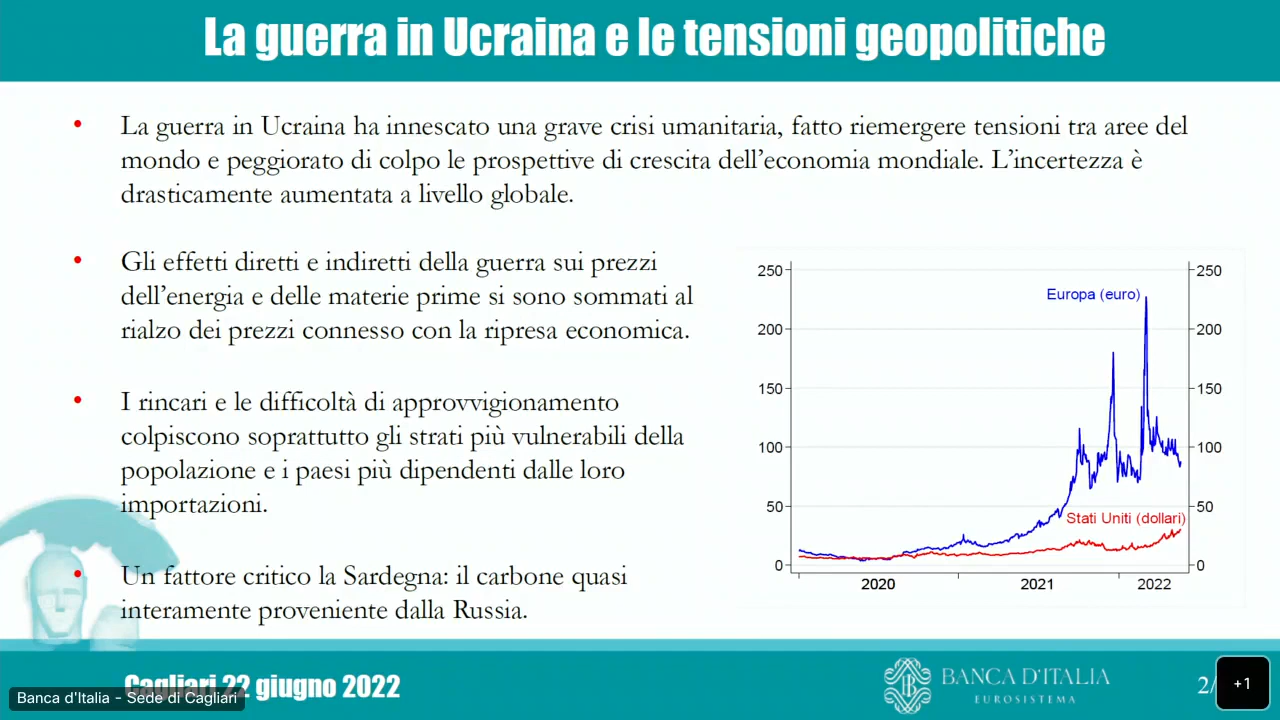 La guerra in Ucraina e le tensioni geopolitiche
• La guerra in Ucraina ha innescato una grave crisi umanitaria, fatto riemergere tensioni tra aree del
mondo e peggiorato di colpo le prospettive di crescita dell’economia mondiale. L’incertezza è
drasticamente aumentata a livello globale.
• Gli effetti diretti e indiretti della guerra sui prezzi
dell’energia e delle materie prime si sono sommati al
rialzo dei prezzi connesso con la ripresa economica.
• I rincari e le difficoltà di approvvigionamento
colpiscono soprattutto gli strati più vulnerabili della
popolazione e i paesi più dipendenti dalle loro
importazioni.
• Un fattore critico la Sardegna: il carbone quasi
interamente proveniente dalla Russia.
250 250
Europa (euro)
200 200
150 150
100 100
50 50
Stati Uniti (dollari)
0 0
2020 2021 2022
Cagliari 22 giugno 2022
Banca d'Italia - Sede di Cagliari
BANCA D'ITALIA
EUROSISTEMA
2/
+1